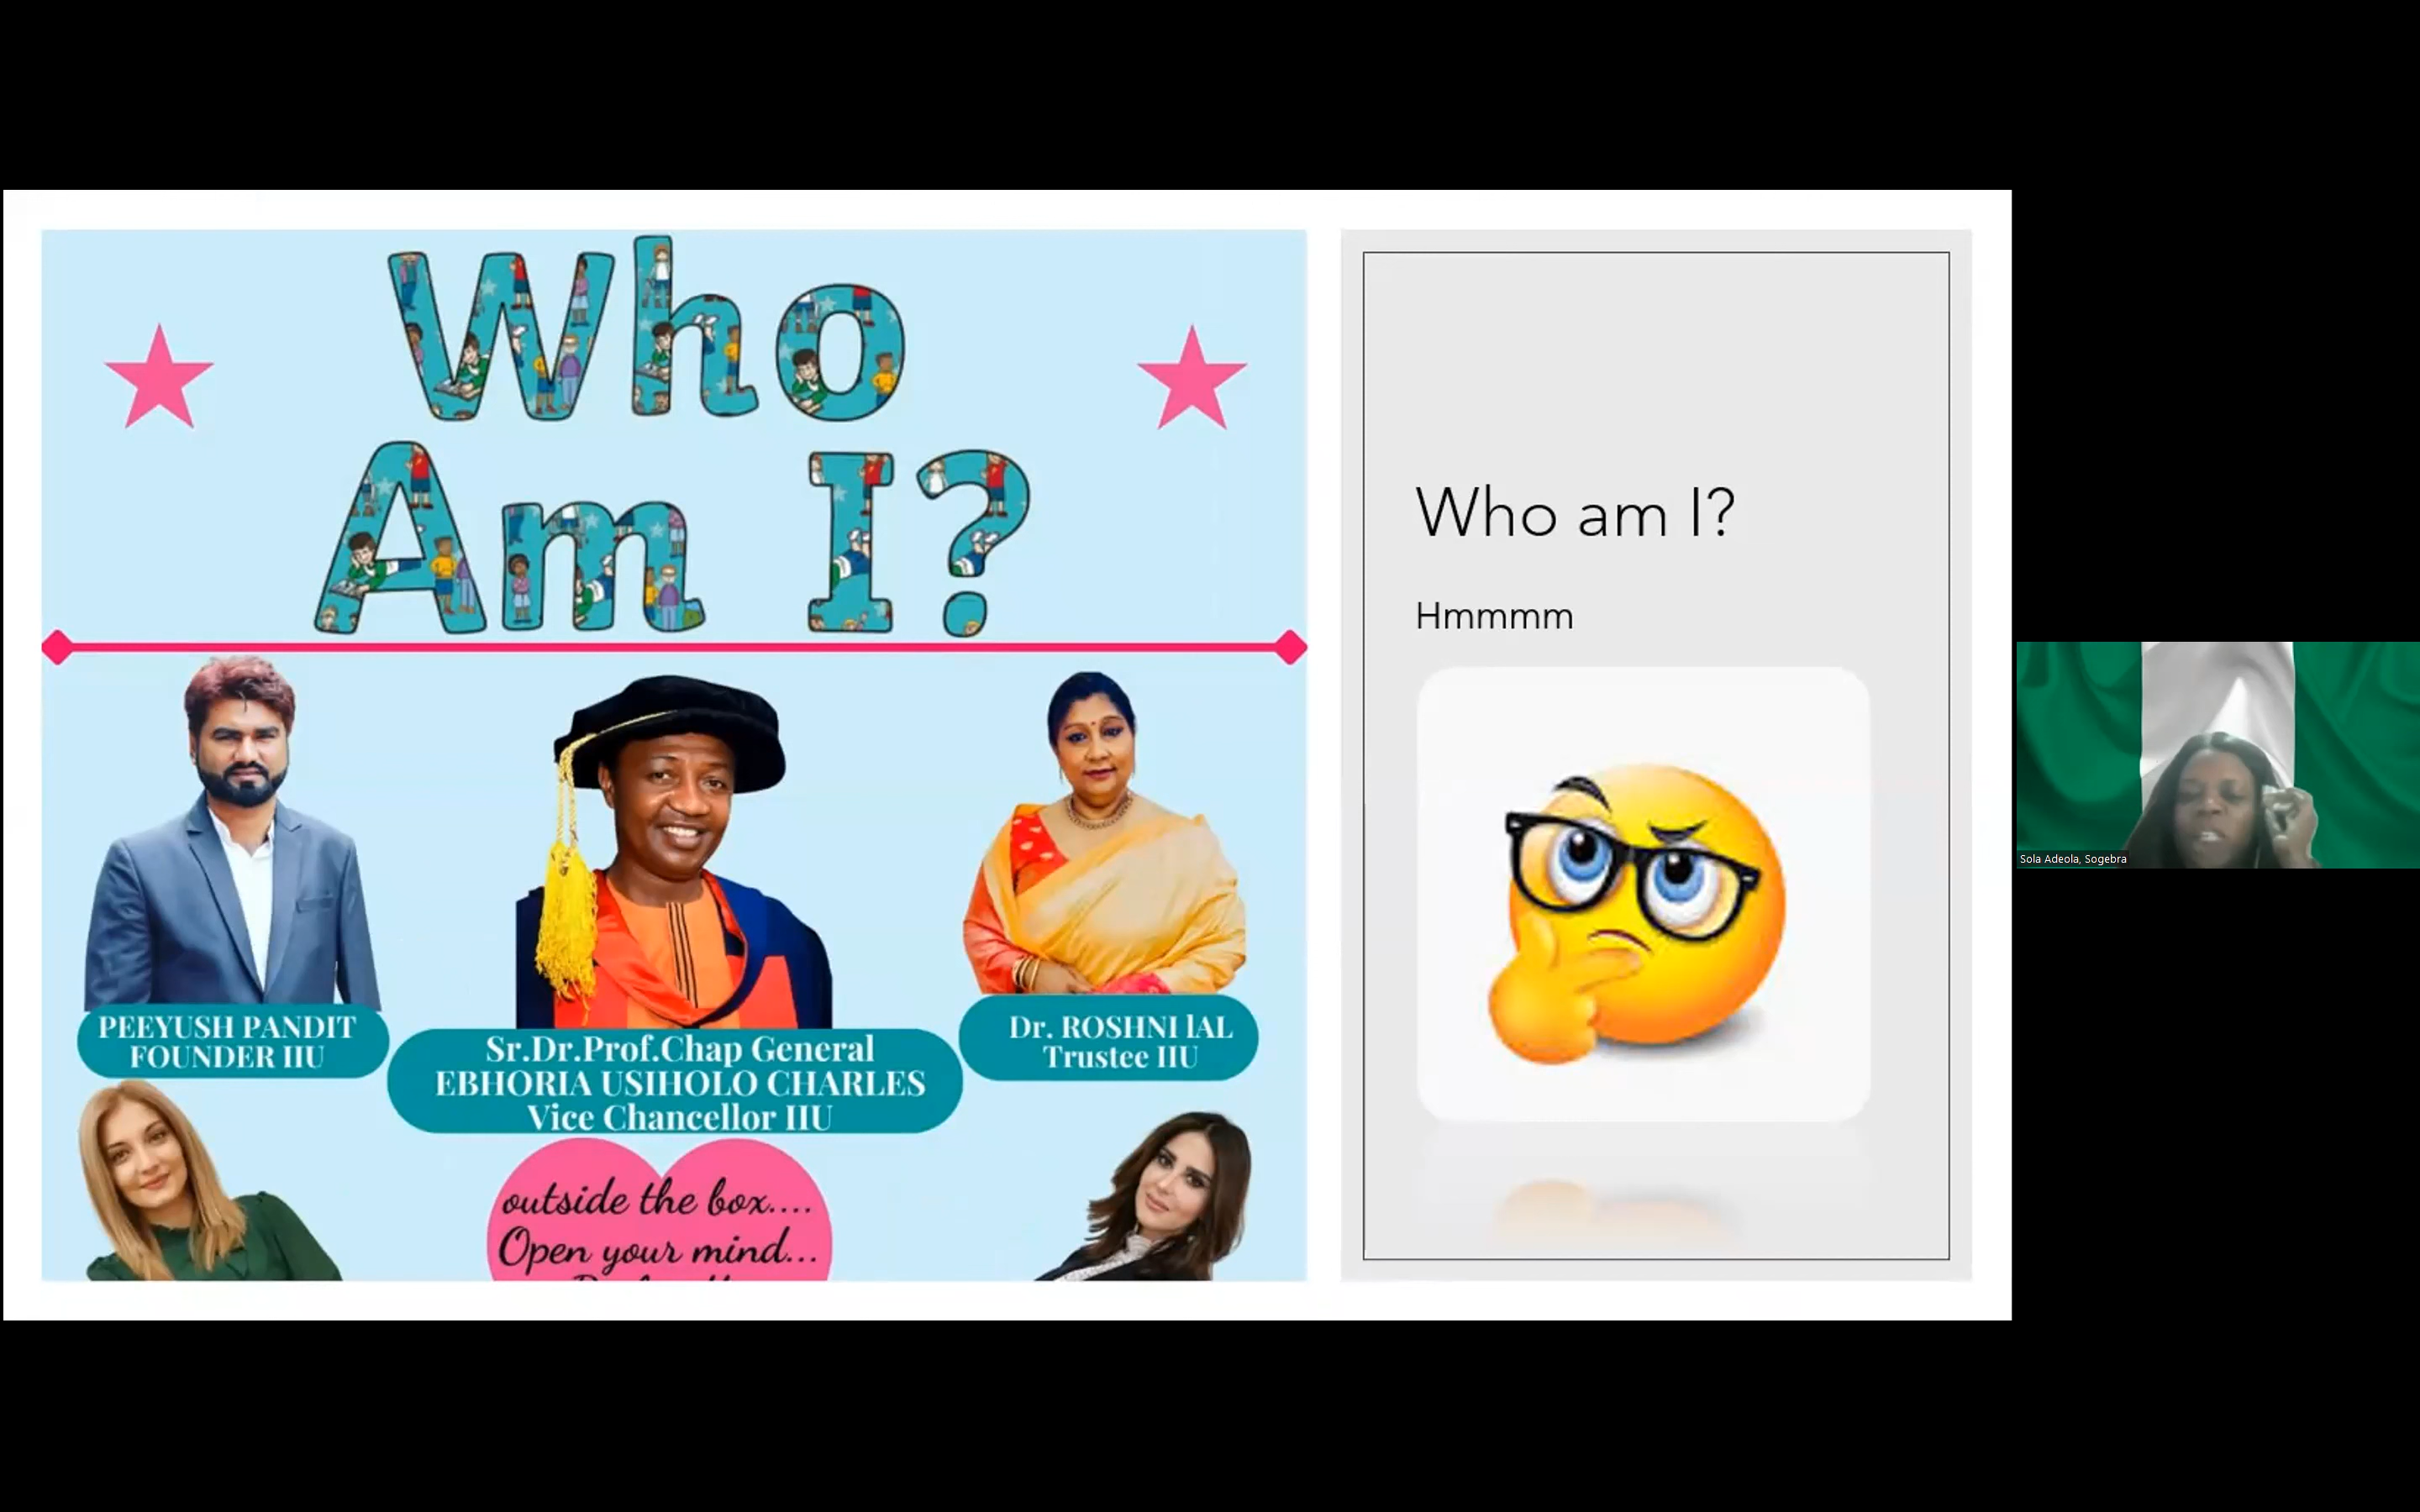 Who
Am I?
PEEYUSH PANDIT
FOUNDER IIU
Sr.Dr.Prof.Chap General
EBHORIA USIHOLO CHARLES
Vice Chancellor IIU
Dr. ROSHNI lAL
Trustee IIU
outside the box....
Open your mind...
Who am I?
Hmmmm
Sola Adeola, Sogebra